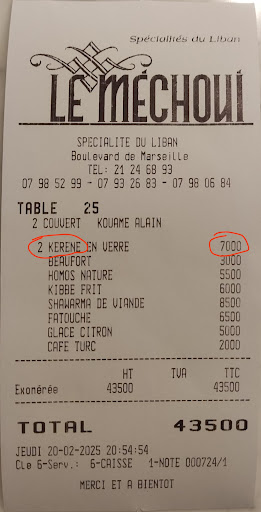 Spécialités du Liban
LE MÉCHOUI
SPECIALITE DU LIBAN
Boulevard de Marseille
TEL: 21 24 68 93
07 98 52 99 - 07 93 26 83 - 07 98 06 84
TABLE 25
2 COUVERT KOUAME ALAIN
2 KERENE EN VERRE 7000
BEAUFORT 3000
HOMOS NATURE 5500
KIBBE FRIT 6000
SHAWARMA DE VIANDE 8500
FATOUCHE 6500
GLACE CITRON 5000
CAFE TURC 2000
HT TVA TTC
Exonérée 43500 43500
TOTAL 43500
JEUDI 20-02-2025 20:54:54
Cle 6-Serv.: 6-CAISSE 1-NOTE 000724/1
MERCI ET A BIENTOT